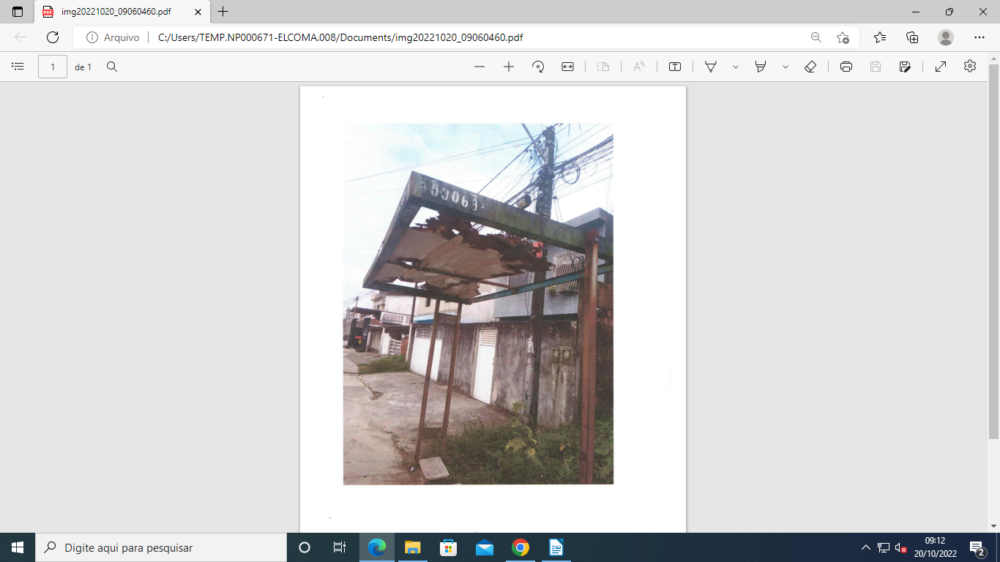 img20221020_09060460.pdf
Arquivo
C:/Users/TEMP.NP000671-ELCOMA.008/Documents/img20221020_09060460.pdf
1 de 1
53063
Digite aqui para pesquisar
09:12
20/10/2022
2